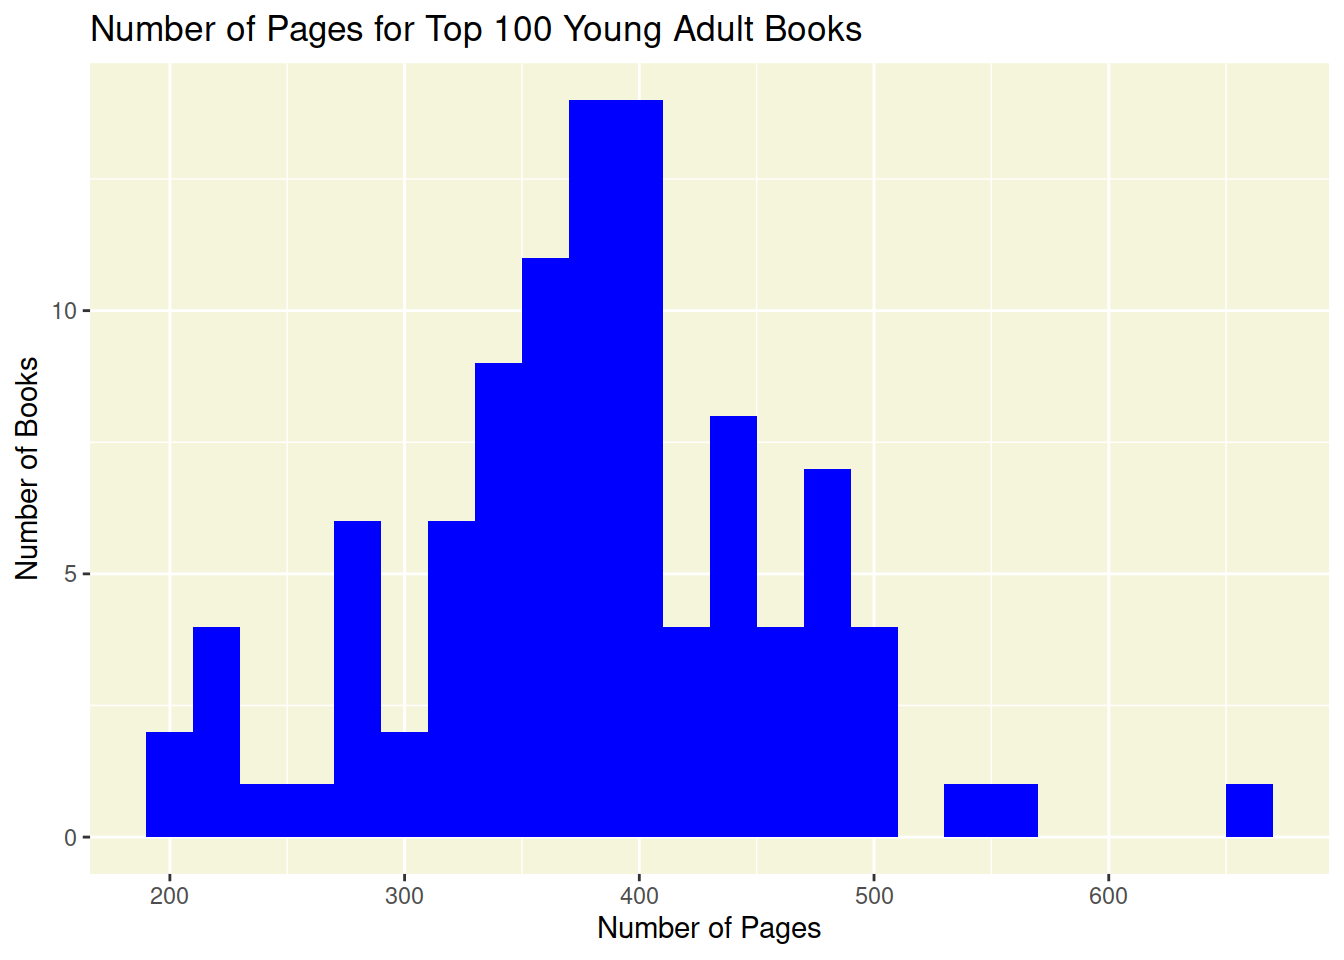 Number of Pages for Top 100 Young Adult Books
Number of Books
10
5
0
200 300 400 500 600
Number of Pages